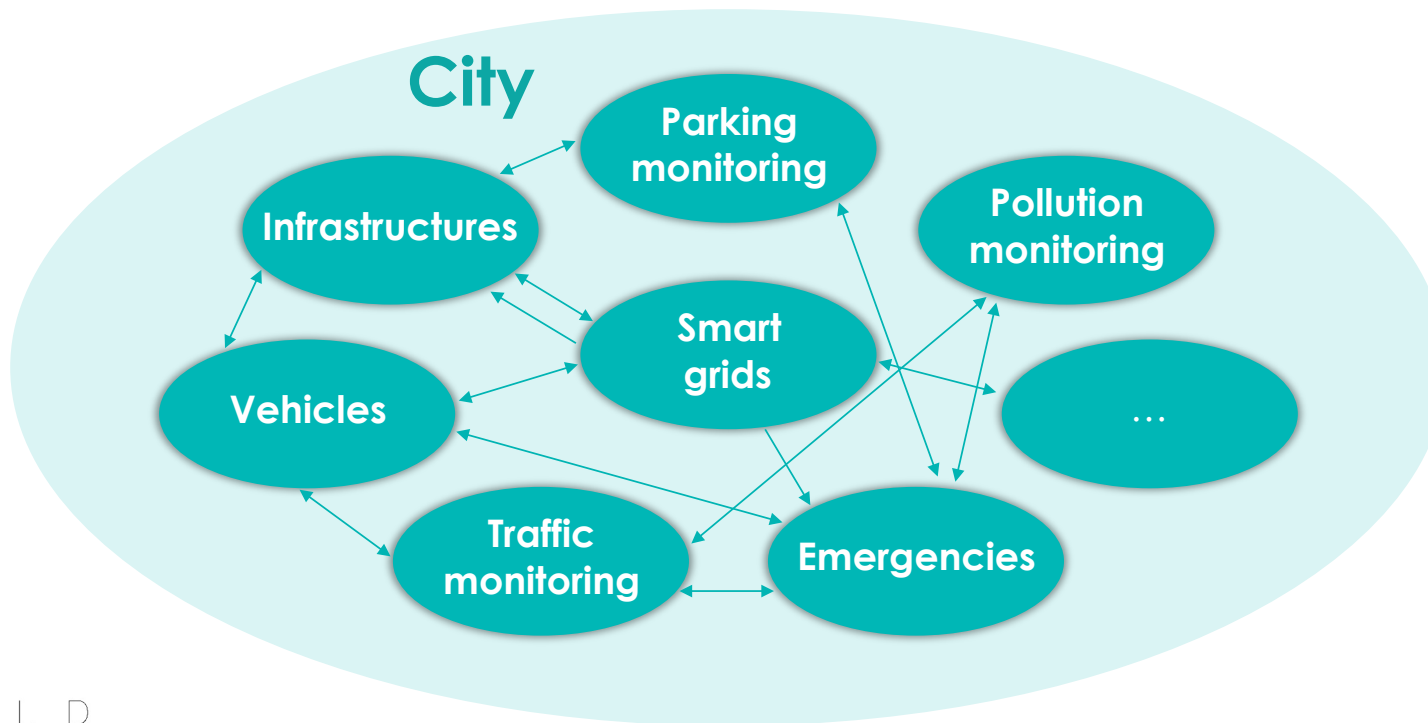 City
Parking
monitoring
Infrastructures
Pollution
monitoring
Smart
grids
Vehicles
…
Traffic
monitoring
Emergencies